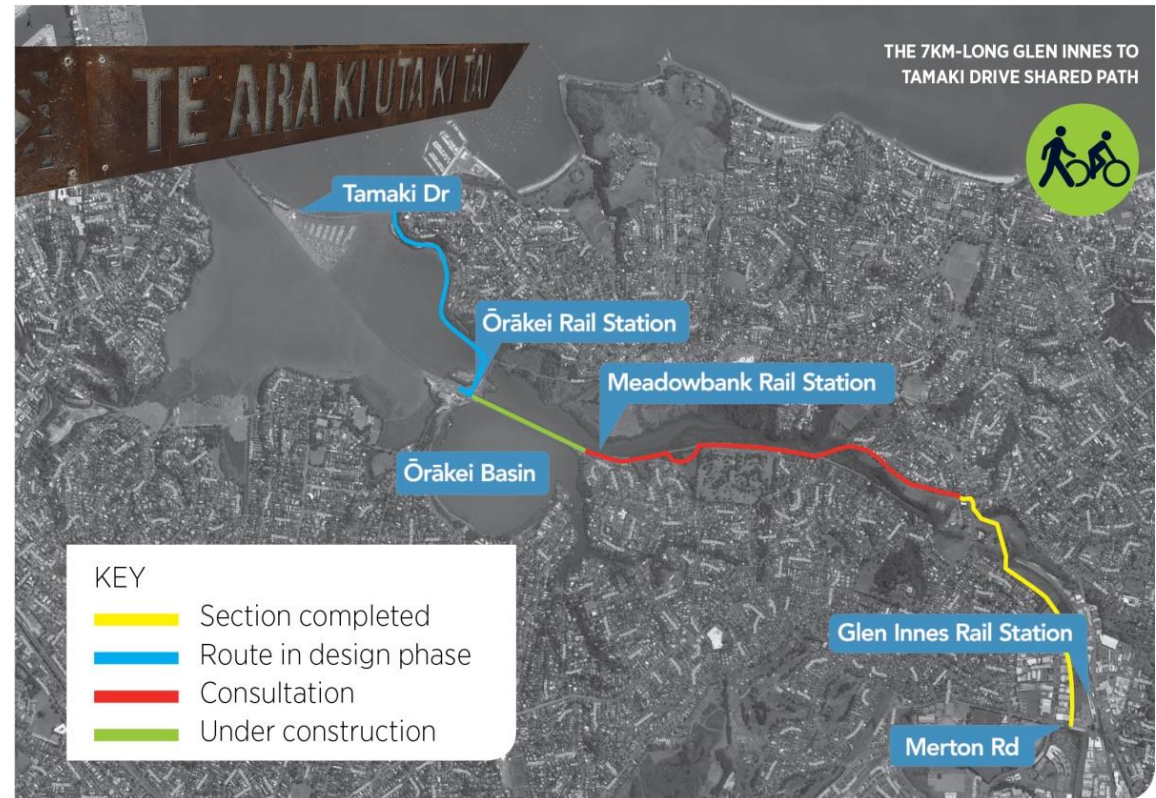 TE ARA KI UTA KI TAI
THE 7KM-LONG GLEN INNES TO
TAMAKI DRIVE SHARED PATH
Tamaki Dr
Ōrākei Rail Station
Meadowbank Rail Station
Ōrākei Basin
Glen Innes Rail Station
Merton Rd
KEY
Section completed
Route in design phase
Consultation
Under construction